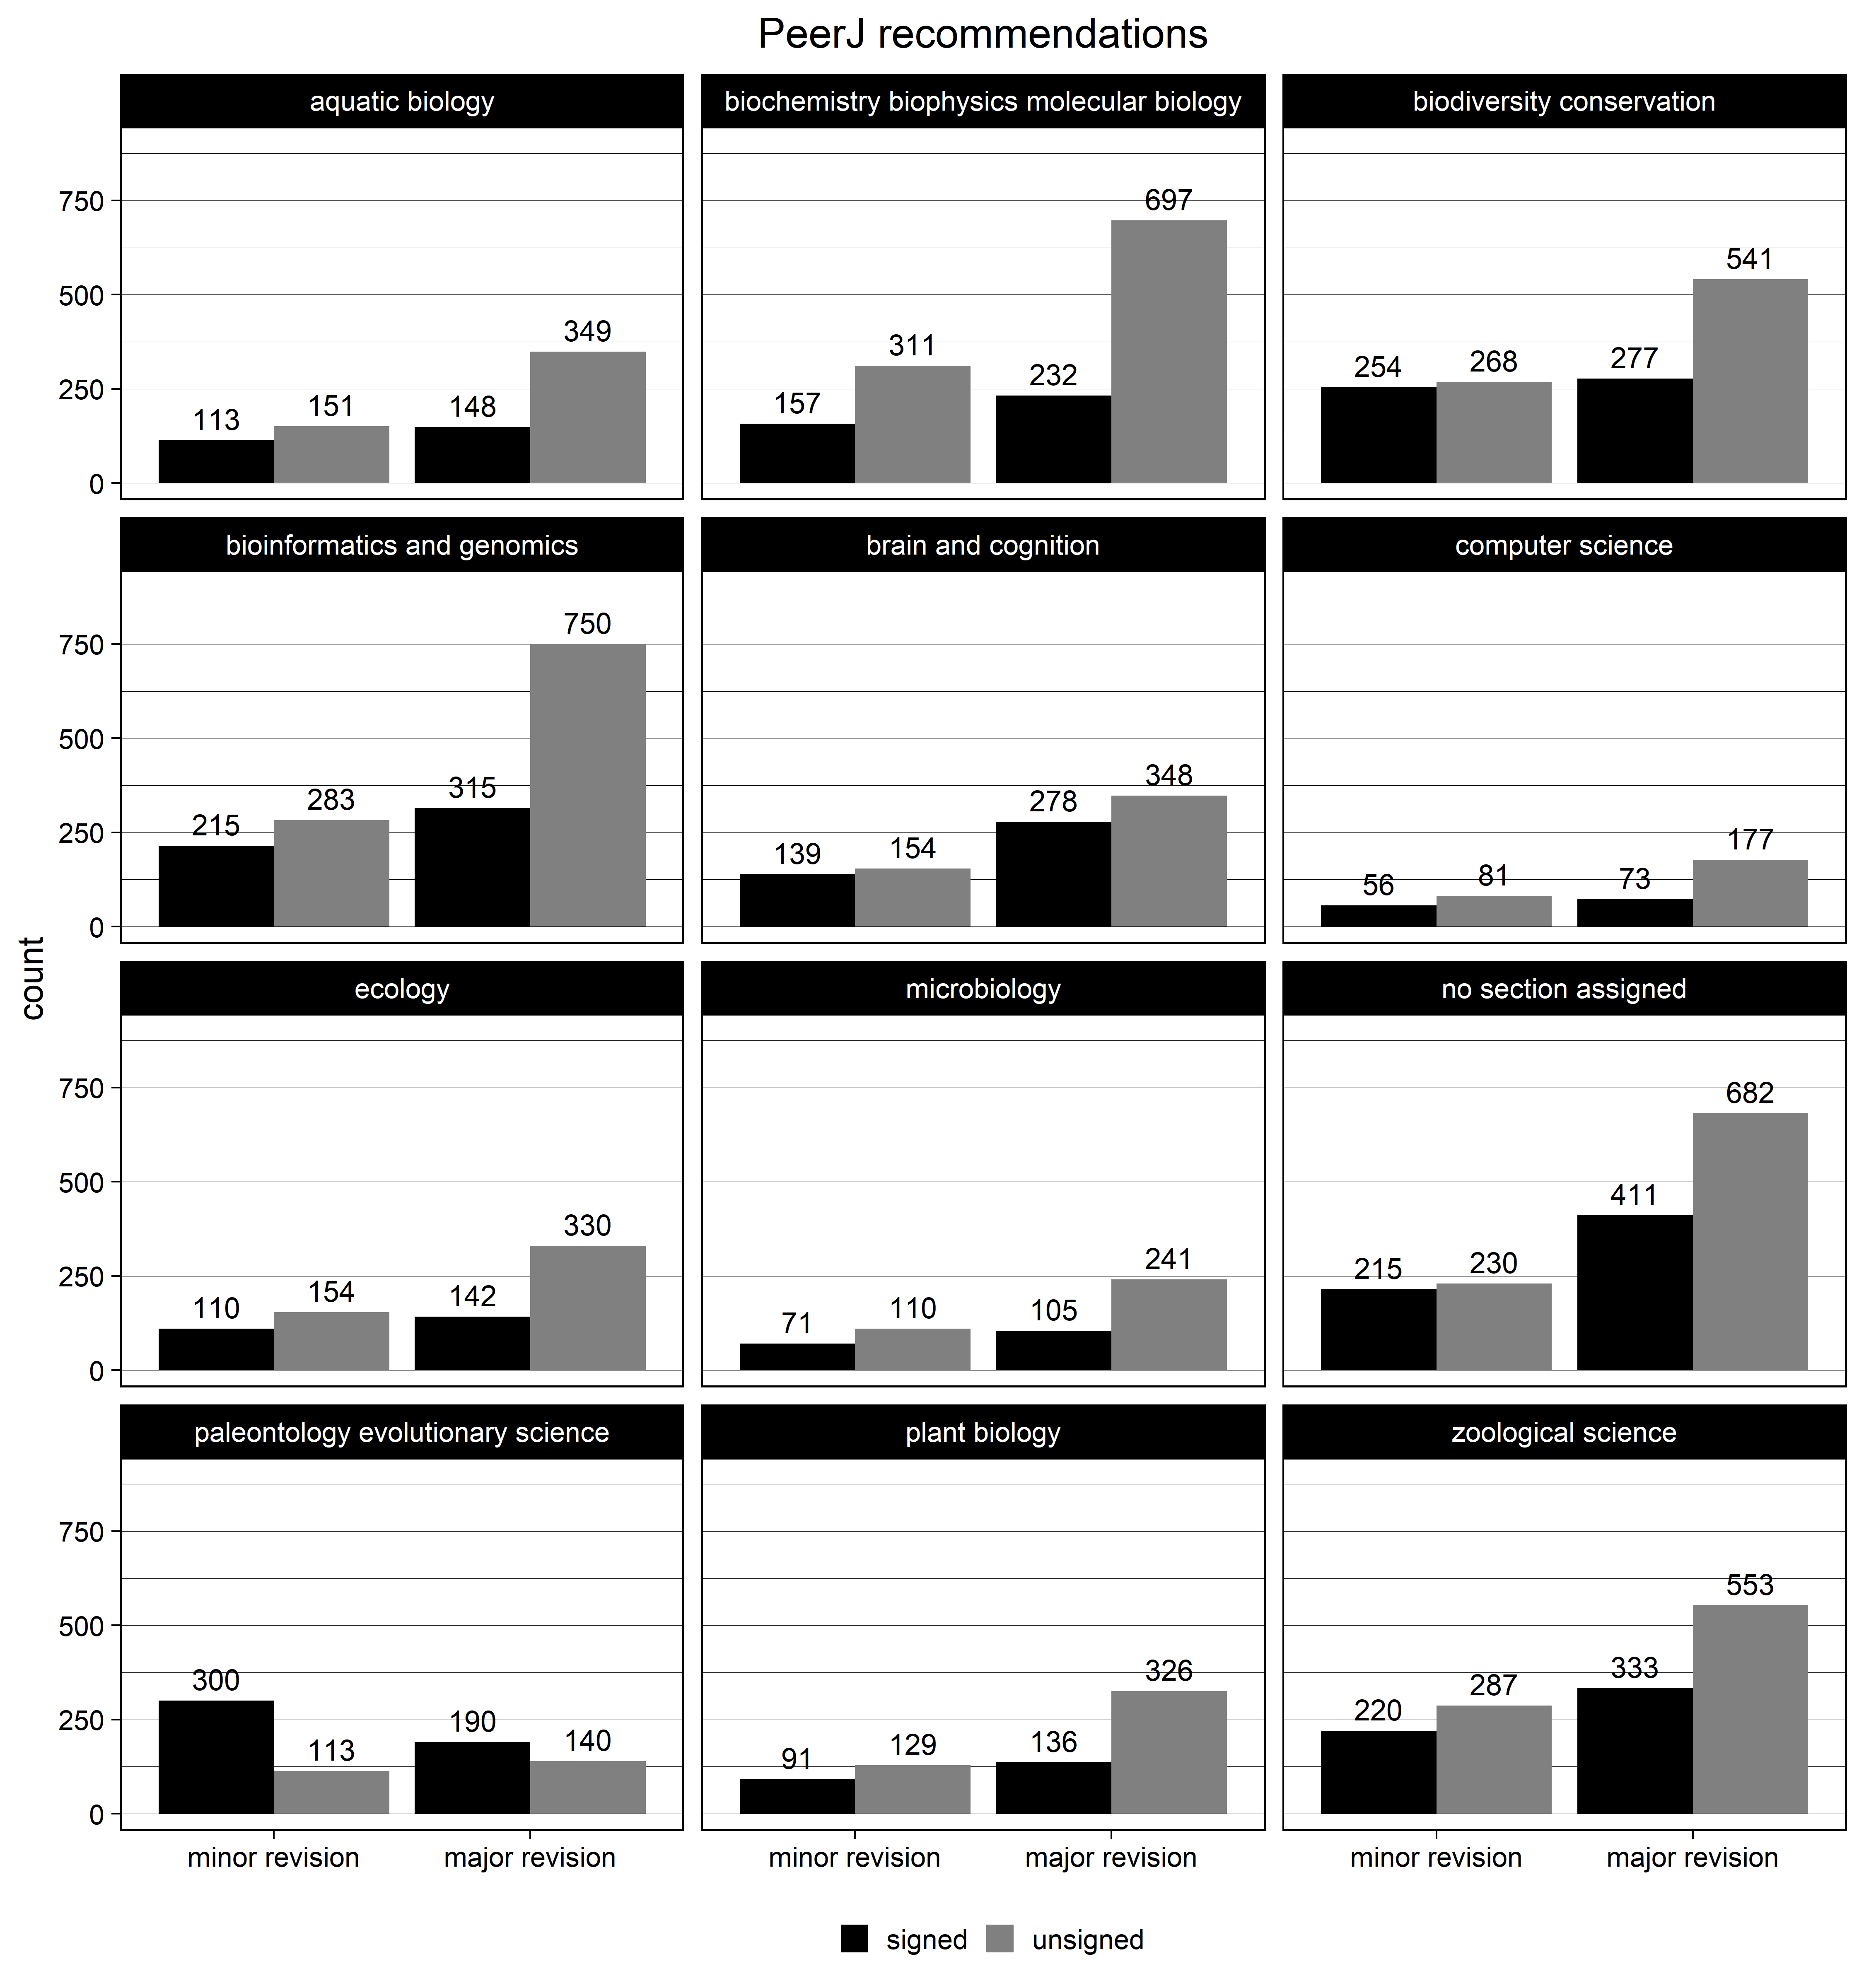 PeerJ recommendations
aquatic biology
biochemistry biophysics molecular biology
biodiversity conservation
750
500
250
0
113
151
148
349
157
311
232
697
254
268
277
541
bioinformatics and genomics
brain and cognition
computer science
750
500
250
0
215
283
315
750
139
154
278
348
56
81
73
177
count
ecology
microbiology
no section assigned
750
500
250
0
110
154
142
330
71
110
105
241
215
230
411
682
paleontology evolutionary science
plant biology
zoological science
750
500
250
0
300
113
190
140
91
129
136
326
220
287
333
553
minor revision
major revision
minor revision
major revision
minor revision
major revision
signed
unsigned